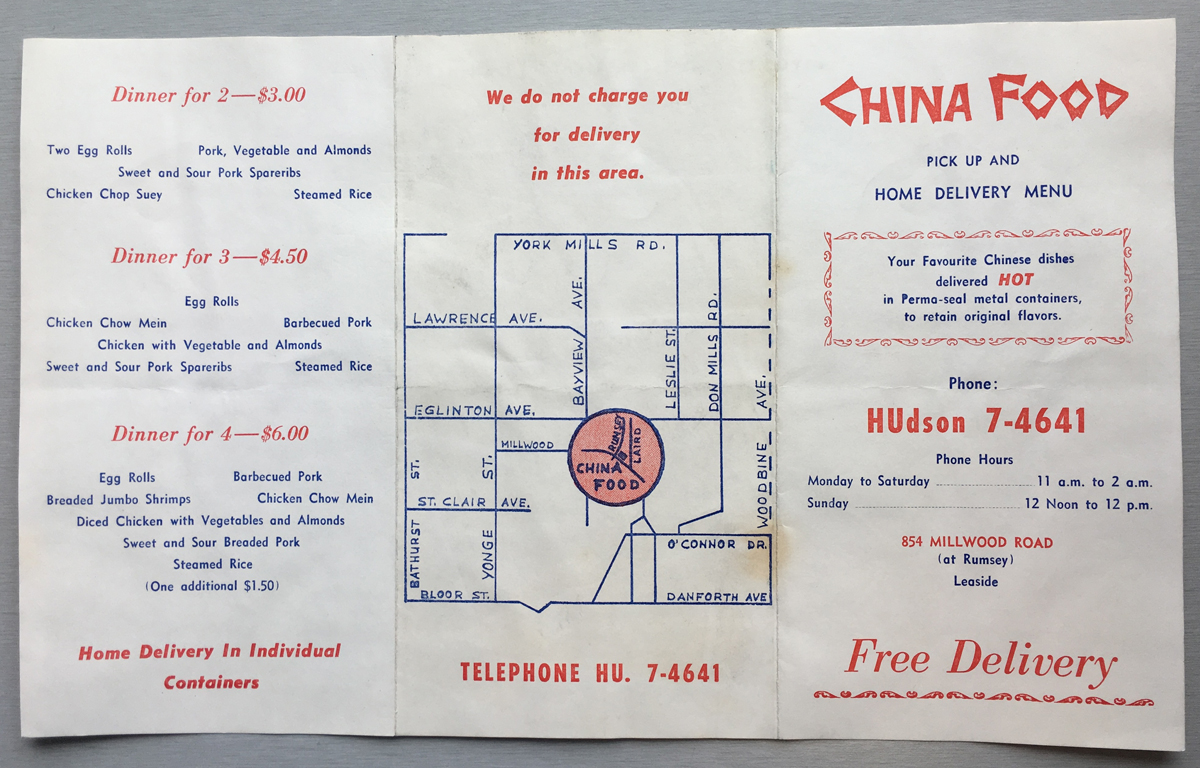 Dinner for 2—$3.00
Two Egg Rolls Pork, Vegetable and Almonds
Sweet and Sour Pork Spareribs
Chicken Chop Suey Steamed Rice
Dinner for 3—$4.50
Egg Rolls
Chicken Chow Mein Barbecued Pork
Chicken with Vegetable and Almonds
Sweet and Sour Pork Spareribs Steamed Rice
Dinner for 4—$6.00
Egg Rolls Barbecued Pork
Breaded Jumbo Shrimps Chicken Chow Mein
Diced Chicken with Vegetables and Almonds
Sweet and Sour Breaded Pork
Steamed Rice
(One additional $1.50)
Home Delivery In Individual
Containers
We do not charge you
for delivery
in this area.
YORK MILLS RD.
LAWRENCE AVE.
BAYVIEW AVE.
LESLIE ST.
DON MILLS RD.
WOODBINE AVE.
EGLINTON AVE.
MILLWOOD
RUMSEY
LAIRD
CHINA
FOOD
ST. CLAIR AVE.
BATHURST ST.
YONGE ST.
O'CONNOR DR.
BLOOR ST.
DANFORTH AVE
TELEPHONE HU. 7-4641
CHINA FOOD
PICK UP AND
HOME DELIVERY MENU
Your Favourite Chinese dishes
delivered HOT
in Perma-seal metal containers,
to retain original flavors.
Phone:
HUdson 7-4641
Phone Hours
Monday to Saturday 11 a.m. to 2 a.m.
Sunday 12 Noon to 12 p.m.
854 MILLWOOD ROAD
(at Rumsey)
Leaside
Free Delivery